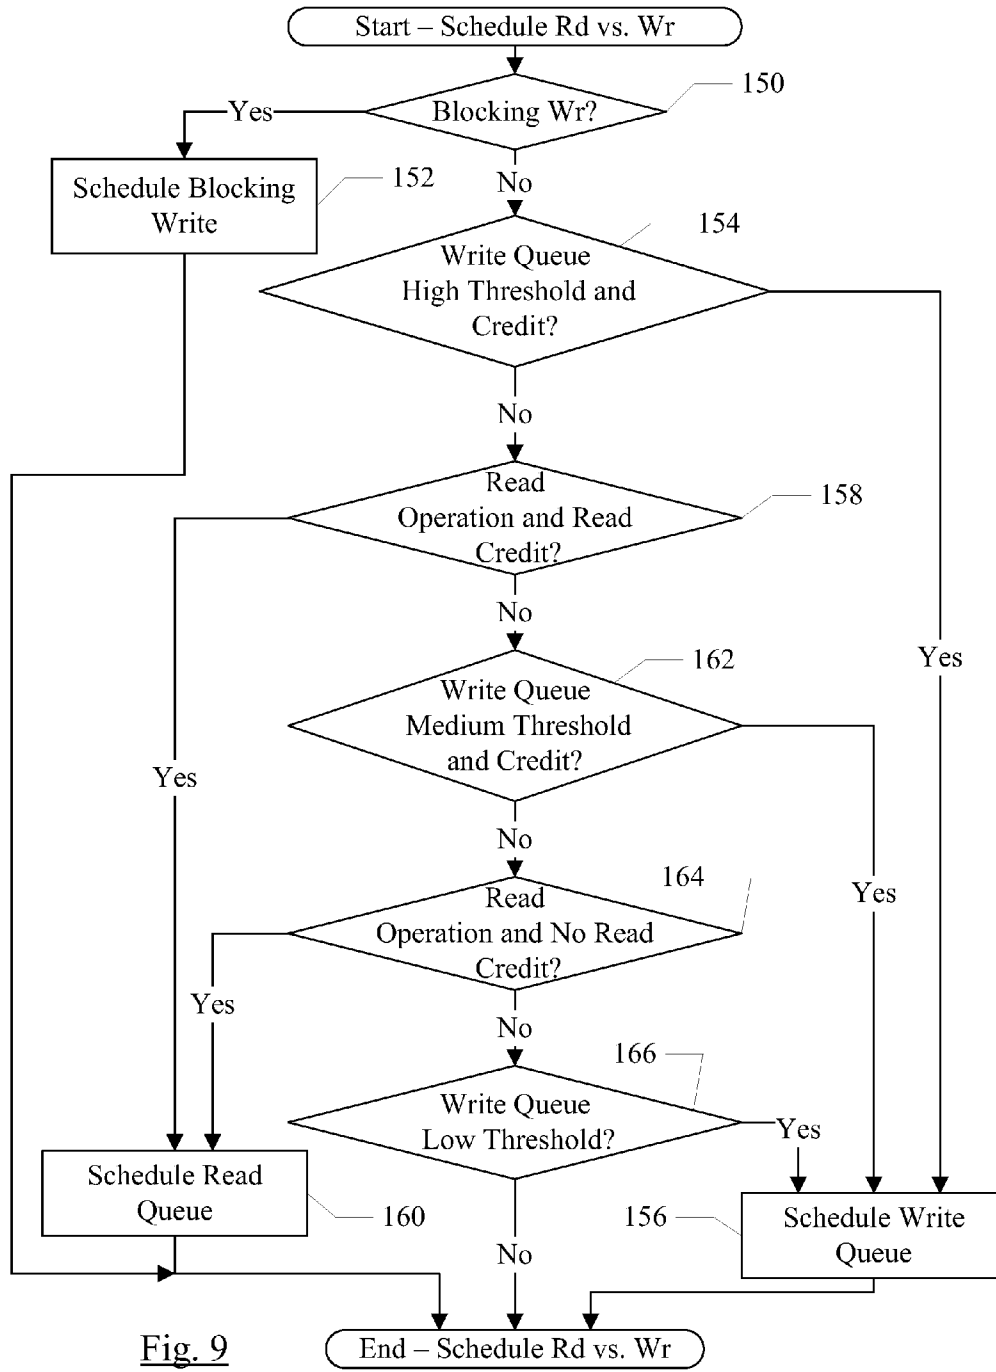 Start – Schedule Rd vs. Wr
150
Blocking Wr?
Yes
No
Schedule Blocking
Write
152
154
Write Queue
High Threshold and
Credit?
No
Read
Operation and Read
Credit?
158
No
162
Write Queue
Medium Threshold
and Credit?
Yes
Yes
No
164
Read
Operation and No Read
Credit?
Yes
Yes
No
166
Write Queue
Low Threshold?
Yes
Schedule Read
Queue
160
156
Schedule Write
Queue
No
End – Schedule Rd vs. Wr
Fig. 9